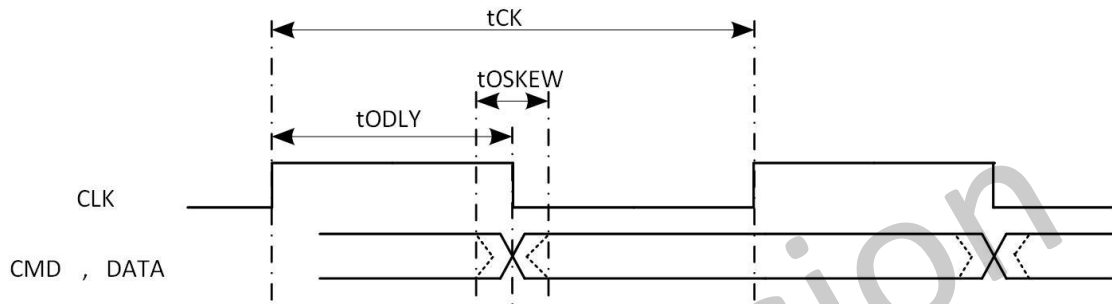 tCK
tOSKEW
tODLY
CLK
CMD , DATA